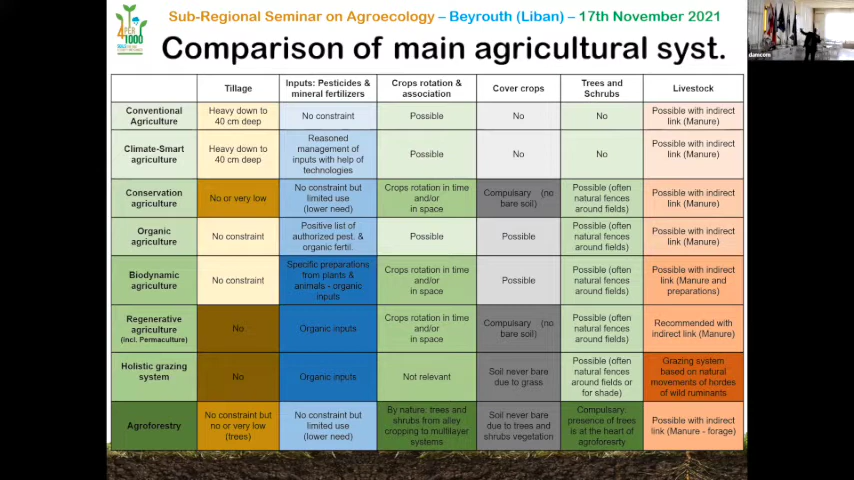 Sub-Regional Seminar on Agroecology – Beyrouth (Liban) – 17th November 2021
4PER
1000
Comparison of main agricultural syst.
Tillage
Inputs: Pesticides &
mineral fertilizers
Crops rotation &
association
Cover crops
Trees and
Schrubs
Livestock
Conventional
Agriculture
Heavy down to
40 cm deep
No constraint
Possible
No
No
Possible with indirect
link (Manure)
Climate-Smart
agriculture
Heavy down to
40 cm deep
Reasoned
management of
inputs with help of
technologies
Possible
No
No
Possible with indirect
link (Manure)
Conservation
agriculture
No or very low
No constraint but
limited use
(lower need)
Crops rotation in time
and/or
in space
Compulsary (no
bare soil)
Possible (often
natural fences
around fields)
Possible with indirect
link (Manure)
Organic
agriculture
No constraint
Positive list of
authorized pest. &
organic fertil.
Possible
Possible
Possible (often
natural fences
around fields)
Possible with indirect
link (Manure)
Biodynamic
agriculture
No constraint
Specific preparations
from plants &
animals - organic
inputs
Crops rotation in time
and/or
in space
Possible
Possible (often
natural fences
around fields)
Possible with indirect
link (Manure and
preparations)
Regenerative
agriculture
(incl. Permaculture)
No
Organic inputs
Crops rotation in time
and/or
in space
Compulsary (no
bare soil)
Possible (often
natural fences
around fields)
Recommended with
indirect link (Manure)
Holistic grazing
system
No
Organic inputs
Not relevant
Soil never bare
due to grass
Possible (often
natural fences
around fields or
for shade)
Grazing system
based on natural
movements of hordes
of wild ruminants
Agroforestry
No constraint but
no or very low
(trees)
No constraint but
limited use
(lower need)
By nature: trees and
shrubs from alley
cropping to multilayer
systems
Soil never bare
due to trees and
shrubs vegetation
Compulsary:
presence of trees
is at the heart of
agroforesrty
Possible with indirect
link (Manure - forage)